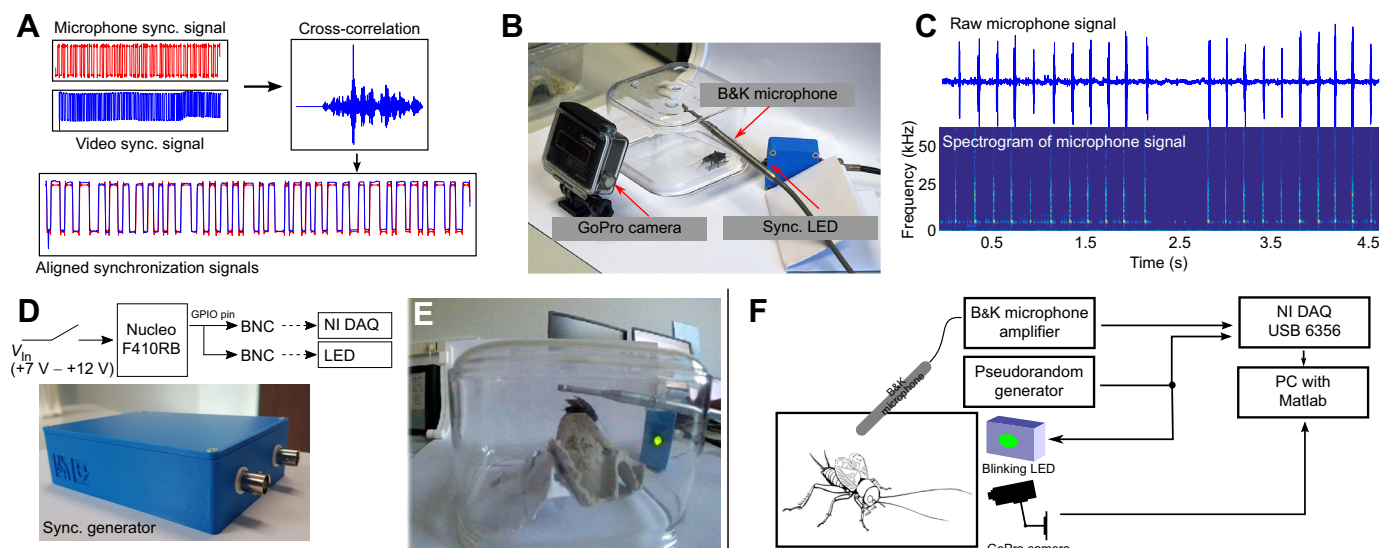 A
Microphone sync. signal
Video sync. signal
Cross-correlation
Aligned synchronization signals
B
B&K microphone
GoPro camera
Sync. LED
C
Raw microphone signal
Spectrogram of microphone signal
Frequency (kHz)
50
25
0
0.5
1.5
2.5
3.5
4.5
Time (s)
D
V In
(+7 V – +12 V)
Nucleo
F410RB
GPIO pin
BNC
NI DAQ
BNC
LED
Sync. generator
E
F
B&K microphone
amplifier
Pseudorandom
generator
NI DAQ
USB 6356
PC with
Matlab
B&K
microphone
Blinking LED
GoPro camera